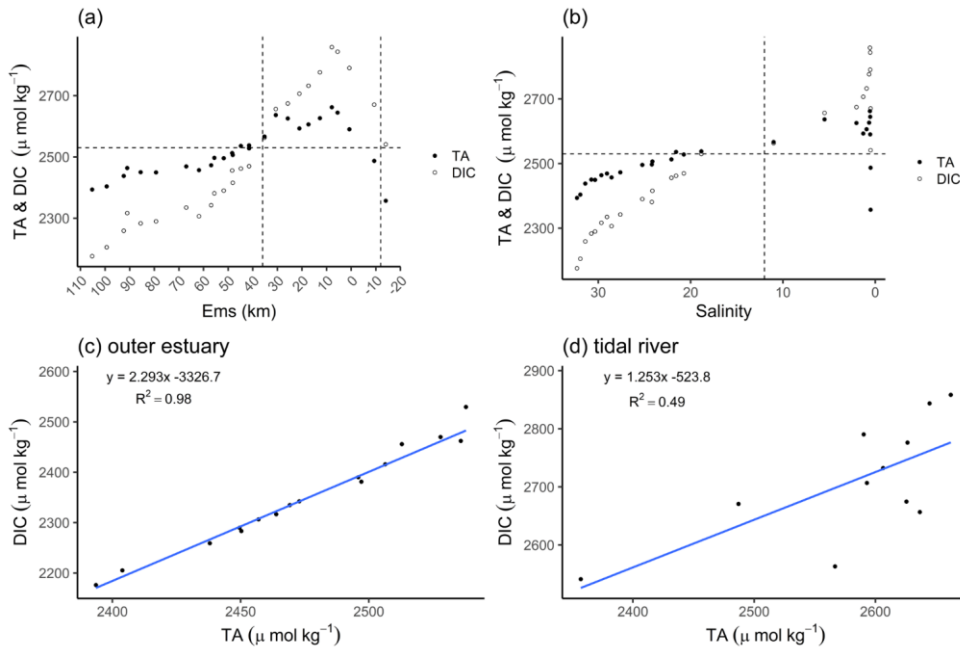 (a)
TA & DIC (μ mol kg⁻¹)
2700
2500
2300
110 100 90 80 70 60 50 40 30 20 10 0 -10 -20
Ems (km)
TA
DIC
(b)
TA & DIC (μ mol kg⁻¹)
2700
2500
2300
30 20 10 0
Salinity
TA
DIC
(c) outer estuary
y = 2.293x -3326.7
R² = 0.98
DIC (μ mol kg⁻¹)
2600
2500
2400
2300
2200
2400 2450 2500
TA (μ mol kg⁻¹)
(d) tidal river
y = 1.253x -523.8
R² = 0.49
DIC (μ mol kg⁻¹)
2900
2800
2700
2600
2400 2500 2600
TA (μ mol kg⁻¹)